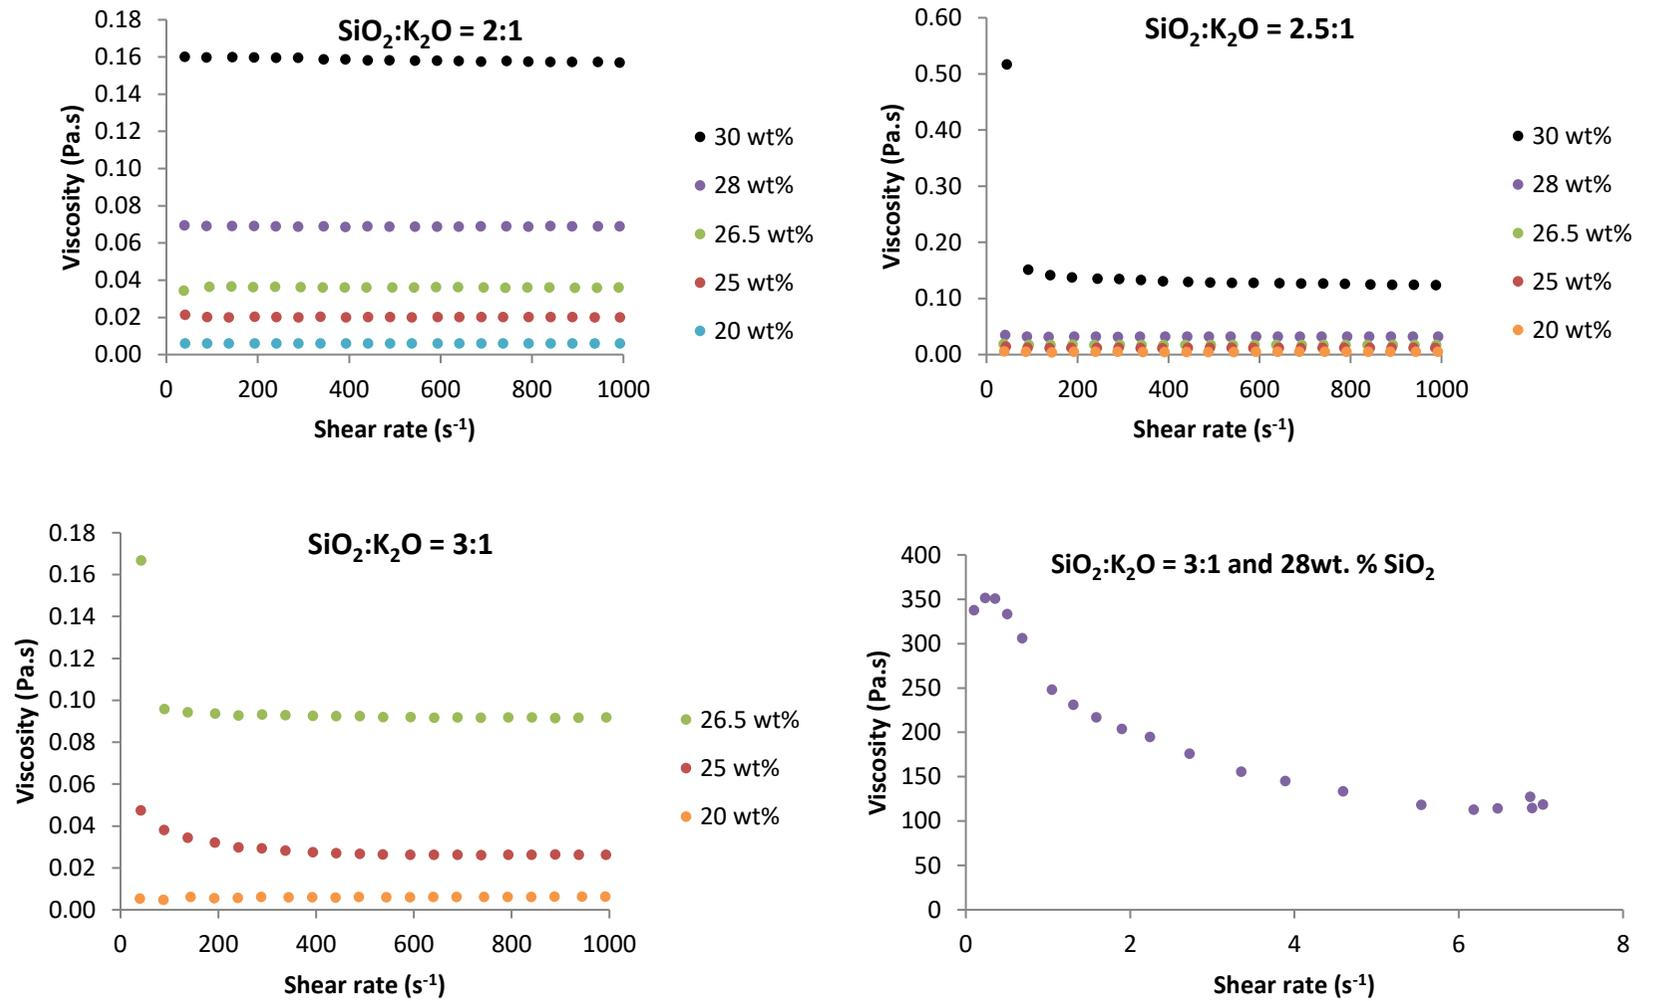 SiO2:K2O = 2:1
Viscosity (Pa.s)
0.18
0.16
0.14
0.12
0.10
0.08
0.06
0.04
0.02
0.00
0 200 400 600 800 1000
Shear rate (s-1)
30 wt%
28 wt%
26.5 wt%
25 wt%
20 wt%
SiO2:K2O = 2.5:1
Viscosity (Pa.s)
0.60
0.50
0.40
0.30
0.20
0.10
0.00
0 200 400 600 800 1000
Shear rate (s-1)
30 wt%
28 wt%
26.5 wt%
25 wt%
20 wt%
SiO2:K2O = 3:1
Viscosity (Pa.s)
0.18
0.16
0.14
0.12
0.10
0.08
0.06
0.04
0.02
0.00
0 200 400 600 800 1000
Shear rate (s-1)
26.5 wt%
25 wt%
20 wt%
SiO2:K2O = 3:1 and 28wt. % SiO2
Viscosity (Pa.s)
400
350
300
250
200
150
100
50
0
0 2 4 6 8
Shear rate (s-1)